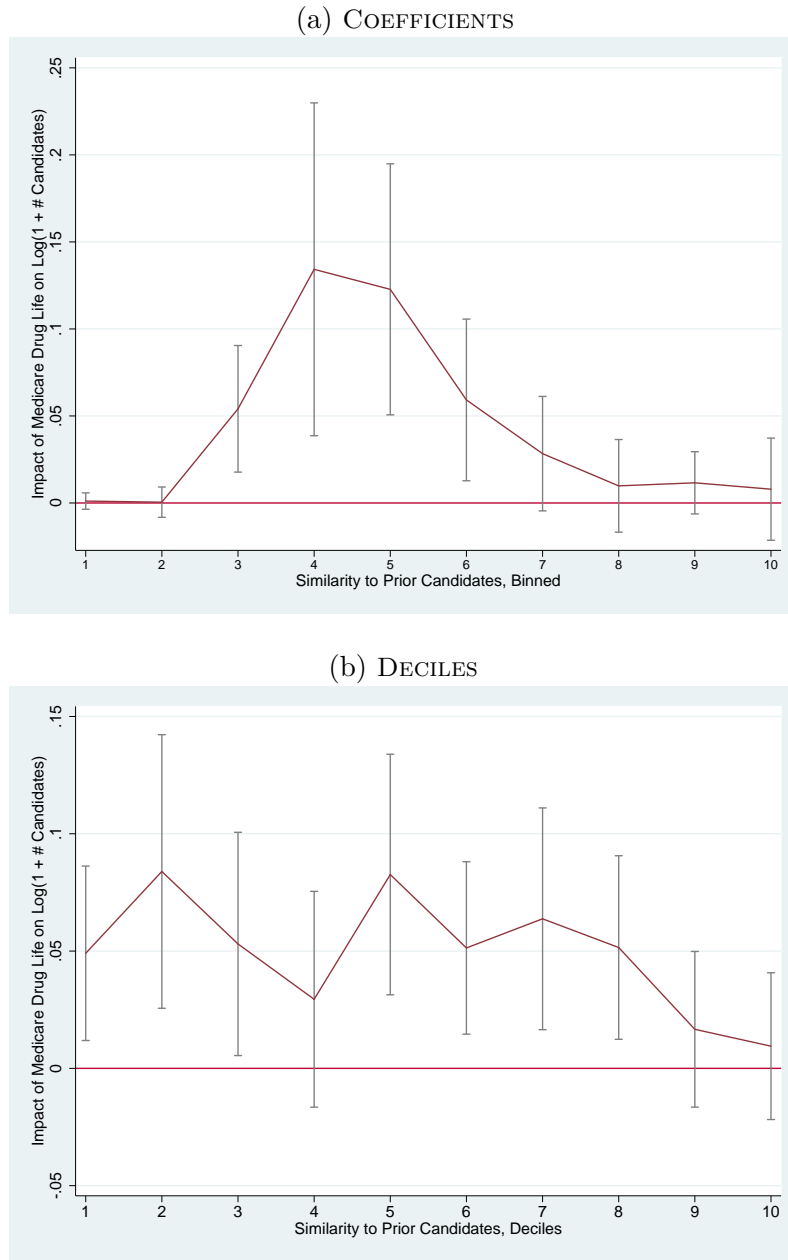 (a) COEFFICIENTS
Impact of Medicare Drug Life on Log(1 + # Candidates)
.25
.2
.15
.1
.05
0
1 2 3 4 5 6 7 8 9 10
Similarity to Prior Candidates, Binned
(b) DECILES
Impact of Medicare Drug Life on Log(1 + # Candidates)
.15
.1
.05
0
-.05
1 2 3 4 5 6 7 8 9 10
Similarity to Prior Candidates, Deciles